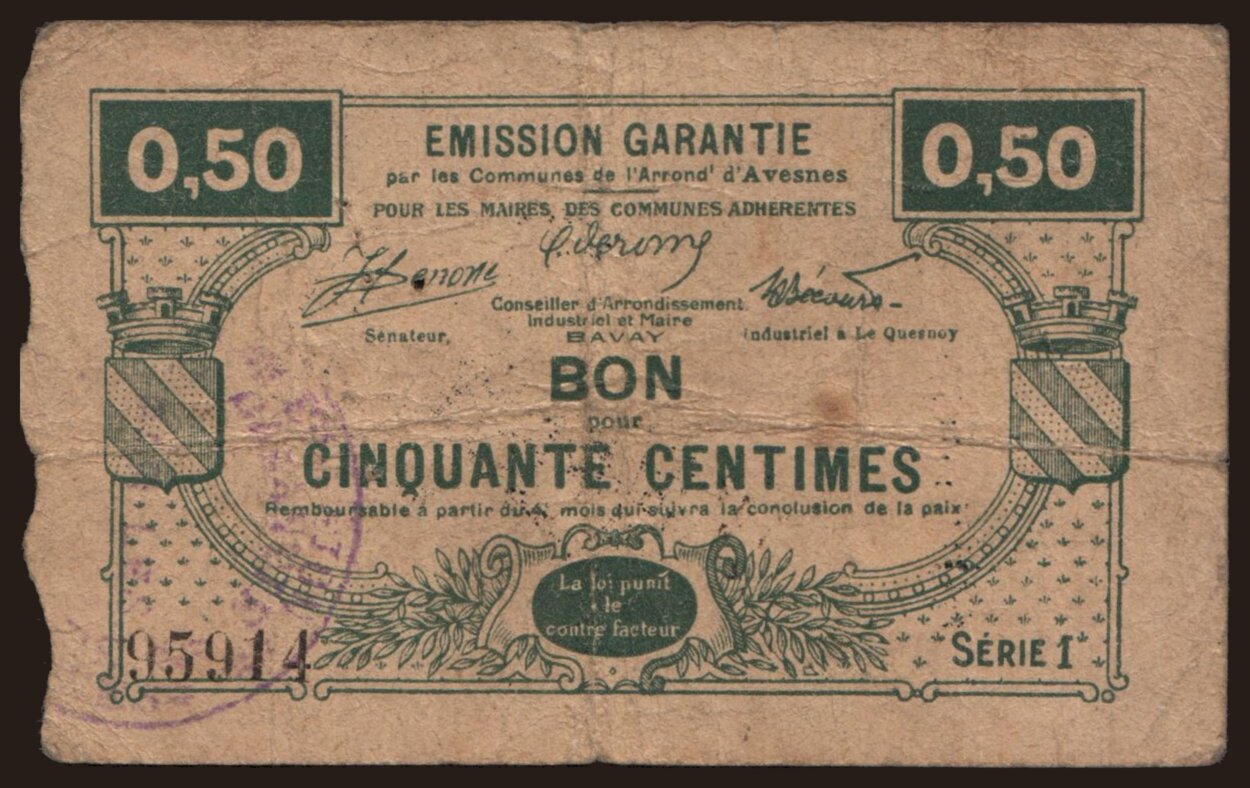 0,50
0,50
EMISSION GARANTIE
par les Communes de l'Arrondt d'Avesnes
POUR LES MAIRES DES COMMUNES ADHERENTES
Conseiller d'Arrondissement
Industriel et Maire
BAVAY
Sénateur,
Industriel à Le Quesnoy
BON
pour
CINQUANTE CENTIMES
Remboursable à partir du 4e mois qui suivra la conclusion de la paix
La loi punit
le
contre facteur
95914
SÉRIE 1